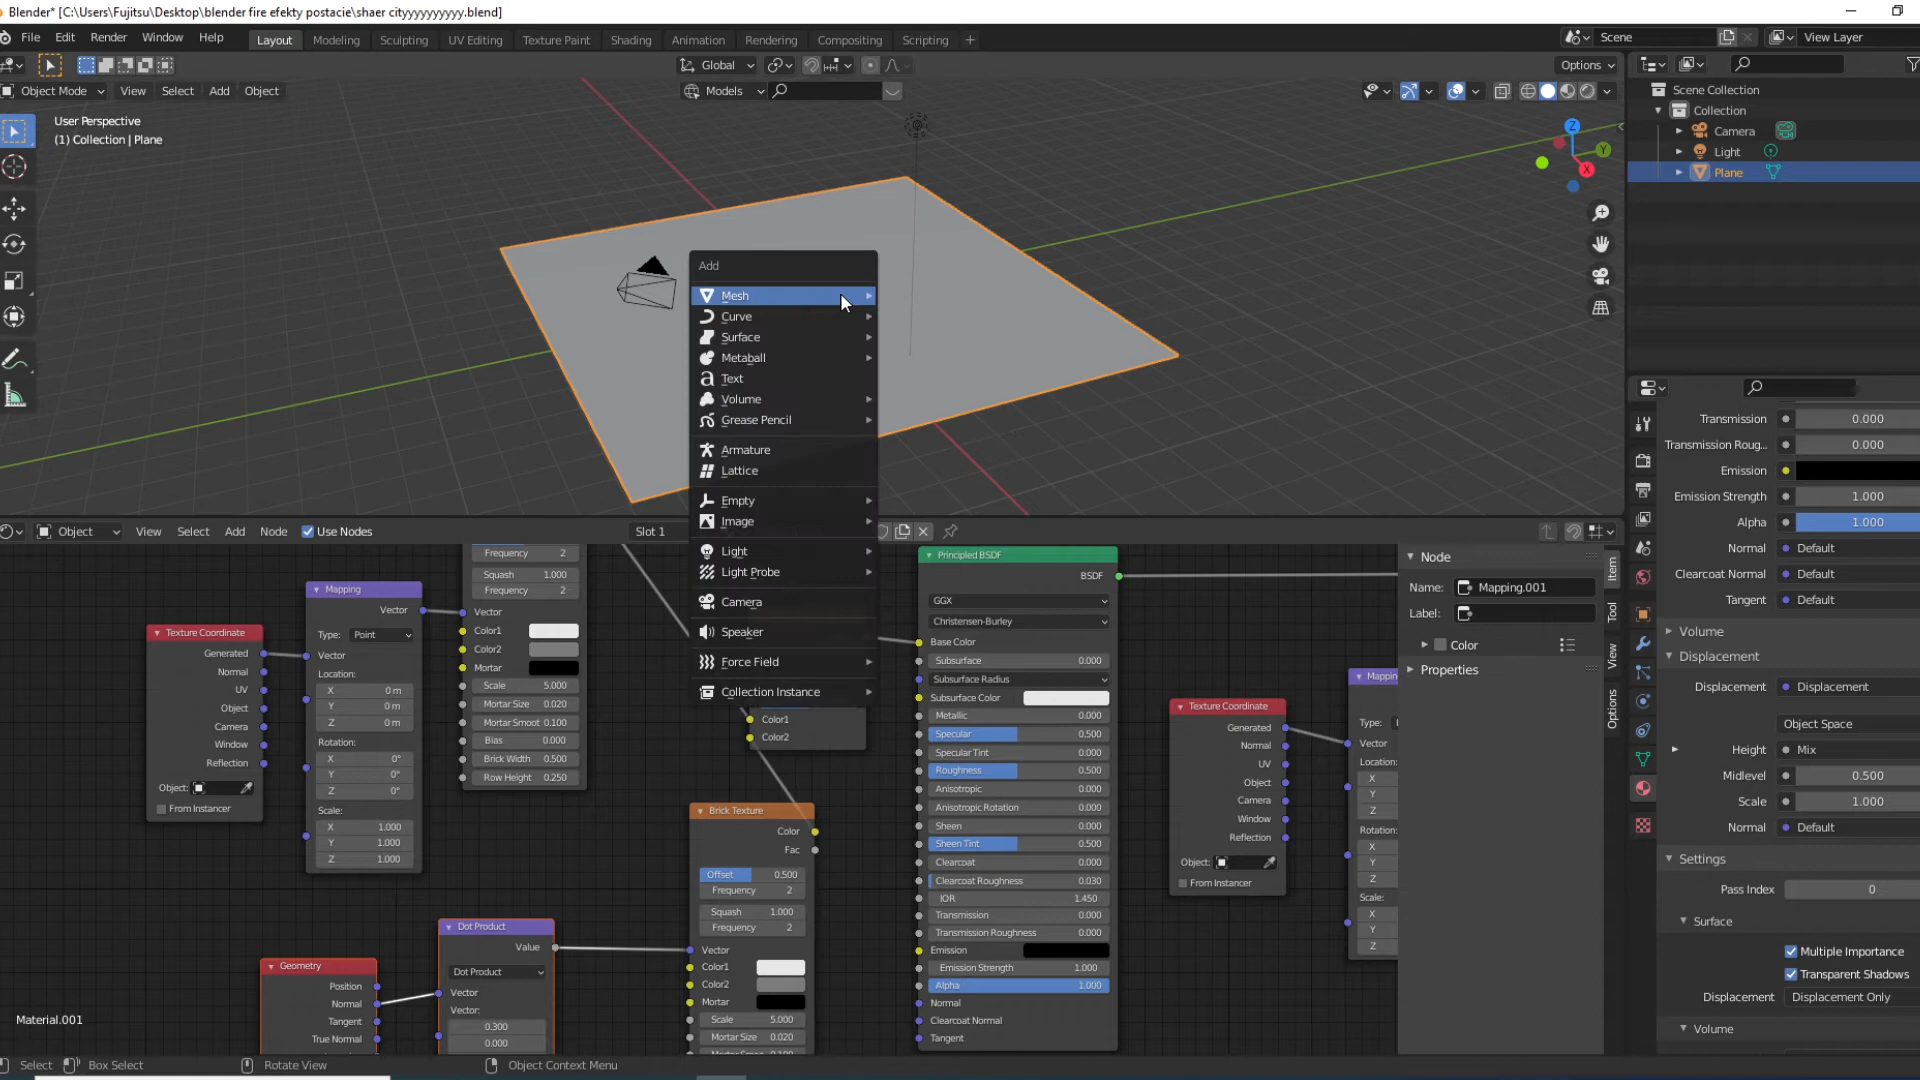 Blender* [C:\Users\Fujitsu\Desktop\blender fire efekty postacie\shaer cityyyyyyyyyy.blend]
File Edit Render Window Help Layout Modeling Sculpting UV Editing Texture Paint Shading Animation Rendering Compositing Scripting + Scene View Layer
Global Options
Object Mode View Select Add Object Models
User Perspective
(1) Collection | Plane
Z
Y
X
Scene Collection
Collection
Camera
Light
Plane
Add
Mesh
Curve
Surface
Metaball
Text
Volume
Grease Pencil
Armature
Lattice
Empty
Image
Light
Light Probe
Camera
Speaker
Force Field
Collection Instance
Object View Select Add Node Use Nodes Slot 1
Texture Coordinate
Generated
Normal
UV
Object
Camera
Window
Reflection
Object:
From Instancer
Mapping
Vector
Type: Point
Vector
Location:
X 0 m
Y 0 m
Z 0 m
Rotation:
X 0°
Y 0°
Z 0°
Scale:
X 1.000
Y 1.000
Z 1.000
Frequency 2
Squash 1.000
Frequency 2
Vector
Color1
Color2
Mortar
Scale 5.000
Mortar Size 0.020
Mortar Smoot 0.100
Bias 0.000
Brick Width 0.500
Row Height 0.250
Color1
Color2
Geometry
Position
Normal
Tangent
True Normal
Dot Product
Value
Dot Product
Vector
Vector:
0.300
0.000
Brick Texture
Color
Fac
Offset 0.500
Frequency 2
Squash 1.000
Frequency 2
Vector
Color1
Color2
Mortar
Scale 5.000
Mortar Size 0.020
Principled BSDF
BSDF
GGX
Christensen-Burley
Base Color
Subsurface 0.000
Subsurface Radius
Subsurface Color
Metallic 0.000
Specular 0.500
Specular Tint 0.000
Roughness 0.500
Anisotropic 0.000
Anisotropic Rotation 0.000
Sheen 0.000
Sheen Tint 0.500
Clearcoat 0.000
Clearcoat Roughness 0.030
IOR 1.450
Transmission 0.000
Transmission Roughness 0.000
Emission
Emission Strength 1.000
Alpha 1.000
Normal
Clearcoat Normal
Tangent
Texture Coordinate
Generated
Normal
UV
Object
Camera
Window
Reflection
Object:
From Instancer
Mapping
Type:
Vector
Location:
X
Y
Z
Rotation:
X
Y
Z
Scale:
X
Y
Z
Node
Name: Mapping.001
Label:
Color
Properties
Item
Tool
View
Options
Transmission 0.000
Transmission Roug... 0.000
Emission
Emission Strength 1.000
Alpha 1.000
Normal Default
Clearcoat Normal Default
Tangent Default
Volume
Displacement
Displacement Displacement
Object Space
Height Mix
Midlevel 0.500
Scale 1.000
Normal Default
Settings
Pass Index 0
Surface
Multiple Importance
Transparent Shadows
Displacement Displacement Only
Volume
Material.001
Select Box Select Rotate View Object Context Menu